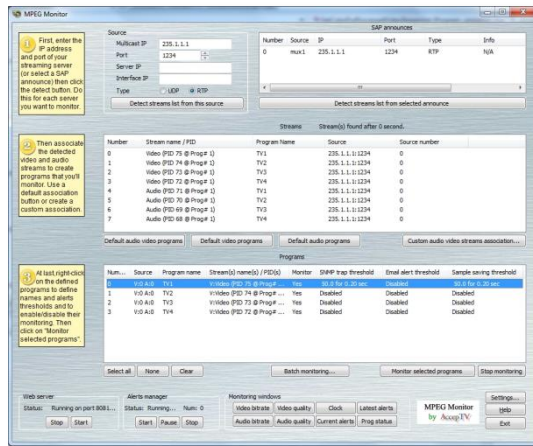 MPEG Monitor
First, enter the
IP address
and port of your
streaming server
(or select a SAP
announce) then click
the detect button. Do
this for each server
you want to monitor.
Source
Multicast IP 235.1.1.1
Port 1234
Server IP
Interface IP
Type UDP RTP
Detect streams list from this source
SAP announces
Number Source IP Port Type Info
0 mux1 235.1.1.1 1234 RTP N/A
Detect streams list from selected announce
Then associate
the detected
video and audio
streams to create
programs that you'll
monitor. Use a
default association
button or create a
custom association.
Streams Stream(s) found after 0 second.
Number Stream name / PID Program Name Source Source number
0 Video (PID 75 @ Prog# 1) TV1 235.1.1.1:1234 0
1 Video (PID 74 @ Prog# 1) TV2 235.1.1.1:1234 0
2 Video (PID 73 @ Prog# 1) TV3 235.1.1.1:1234 0
3 Video (PID 72 @ Prog# 1) TV4 235.1.1.1:1234 0
4 Audio (PID 71 @ Prog# 1) TV1 235.1.1.1:1234 0
5 Audio (PID 70 @ Prog# 1) TV2 235.1.1.1:1234 0
6 Audio (PID 69 @ Prog# 1) TV3 235.1.1.1:1234 0
7 Audio (PID 68 @ Prog# 1) TV4 235.1.1.1:1234 0
Default audio video programs Default video programs Default audio programs Custom audio video streams association...
At last,right-click
on the defined
programs to define
names and alerts
thresholds and to
enable/disable their
monitoring. Then
click on "Monitor
selected programs".
Programs
Num... Source Program name Stream(s) name(s) / PID(s) Monitor SNMP trap threshold Email alert threshold Sample saving threshold
0 V:0 A:0 TV1 V:Video (PID 75 @ Prog# ... Yes 50.0 for 0.20 sec Disabled 50.0 for 0.20 sec
1 V:0 A:0 TV2 V:Video (PID 74 @ Prog# ... Yes Disabled Disabled Disabled
2 V:0 A:0 TV3 V:Video (PID 73 @ Prog# ... Yes Disabled Disabled Disabled
3 V:0 A:0 TV4 V:Video (PID 72 @ Prog# ... Yes Disabled Disabled Disabled
Select all None Clear Batch monitoring... Monitor selected programs Stop monitoring
Web server
Status: Running on port 8081...
Stop Start
Alerts manager
Status: Running... Num: 0
Start Pause Stop
Monitoring windows
Video bitrate Video quality Clock Latest alerts
Audio bitrate Audio quality Current alerts Prog status
MPEG Monitor
by AccepTV
Settings...
Help
Exit